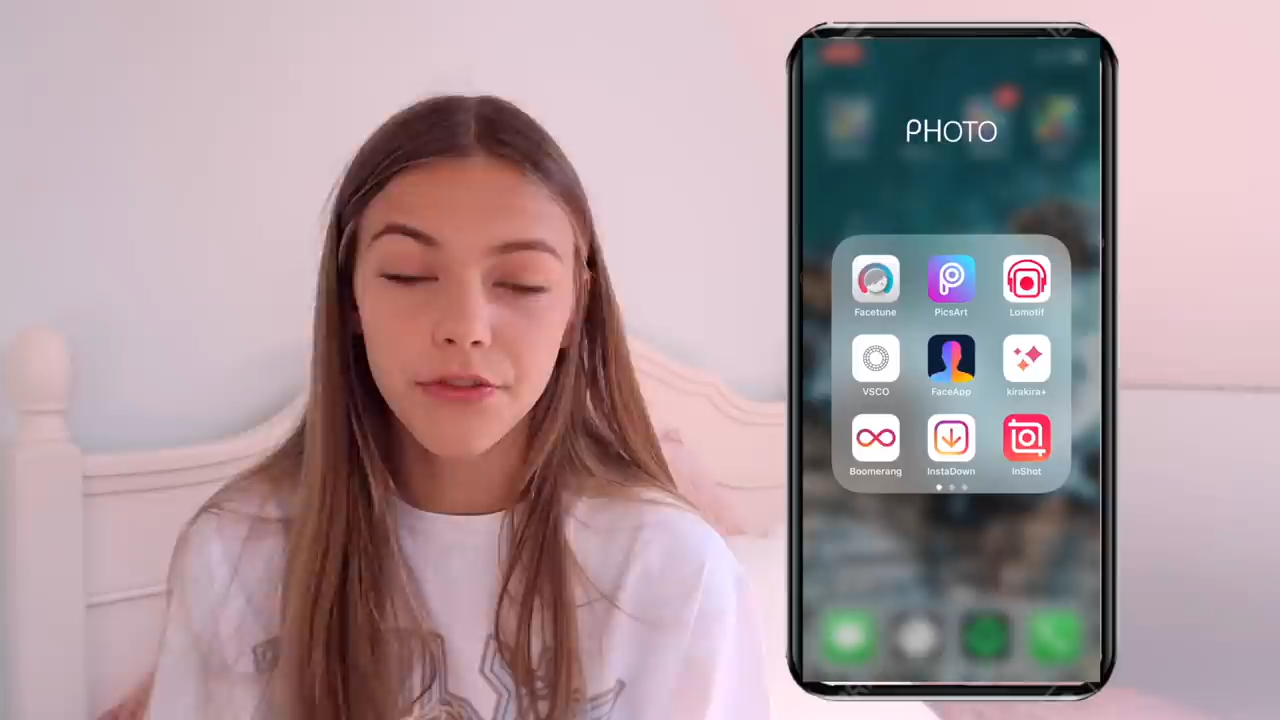 PHOTO
Facetune PicsArt Lomotif
VSCO FaceApp kirakira+
Boomerang InstaDown InShot